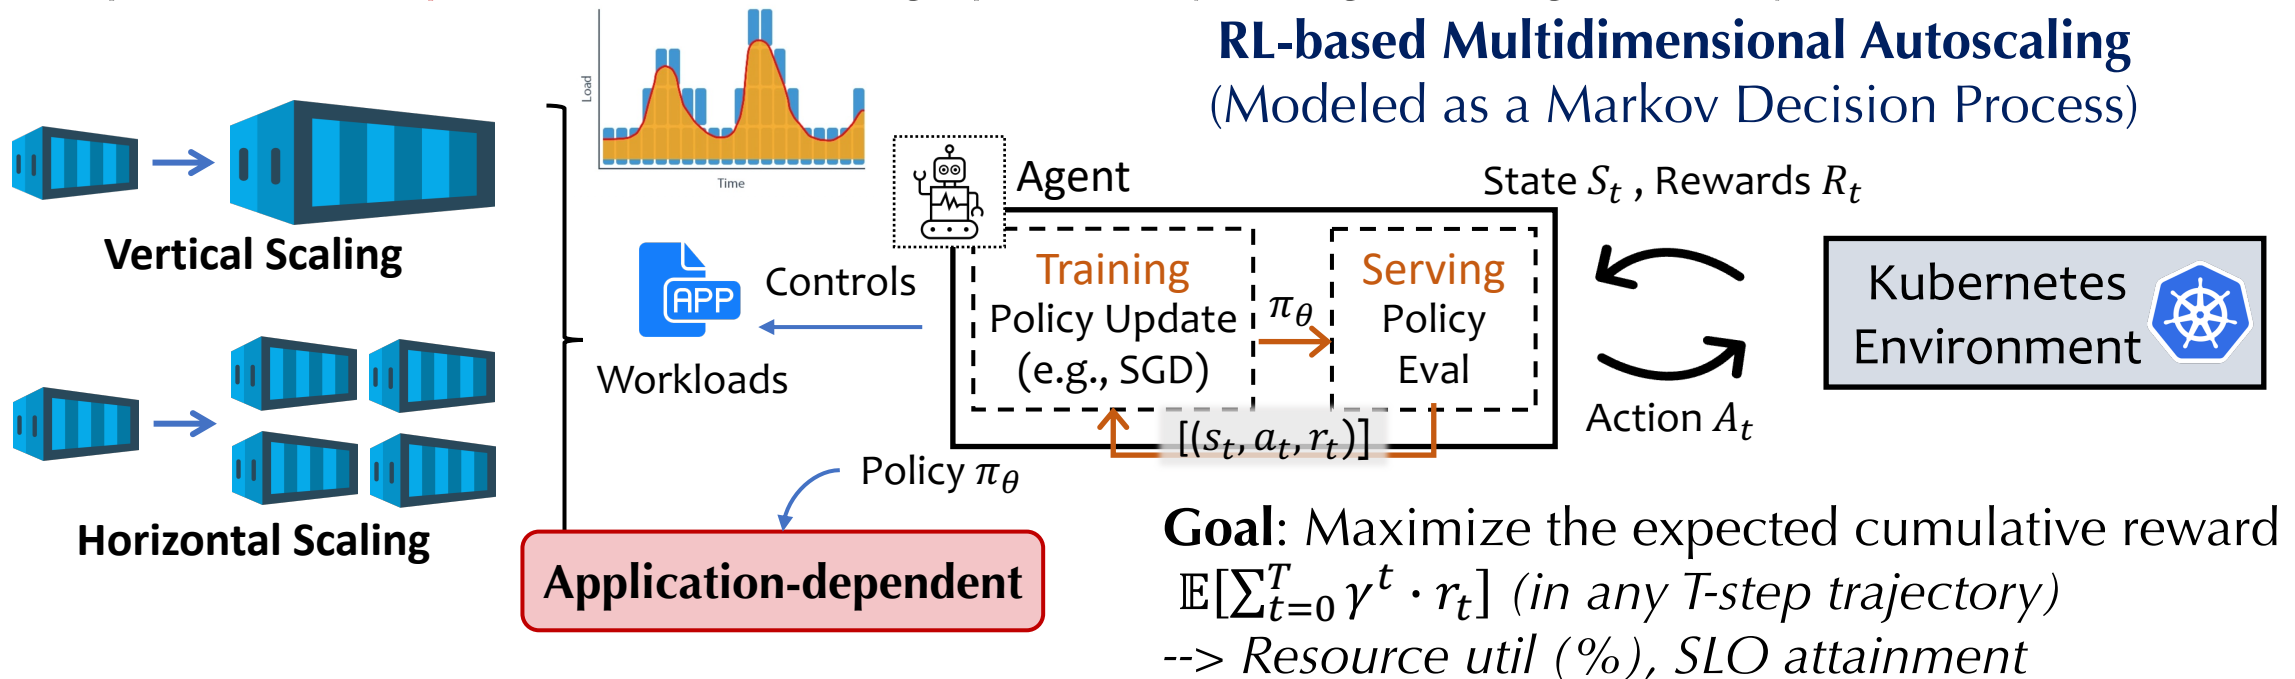 RL-based Multidimensional Autoscaling
(Modeled as a Markov Decision Process)
Load
Time
Vertical Scaling
Horizontal Scaling
APP
Workloads
Controls
Agent
Training
Policy Update
(e.g., SGD)
π_θ
Serving
Policy
Eval
[(s_t, a_t, r_t)]
State S_t , Rewards R_t
Action A_t
Kubernetes
Environment
Policy π_θ
Application-dependent
Goal: Maximize the expected cumulative reward
𝔼[∑_{t=0}^{T} γ^t · r_t] (in any T-step trajectory)
--> Resource util (%), SLO attainment